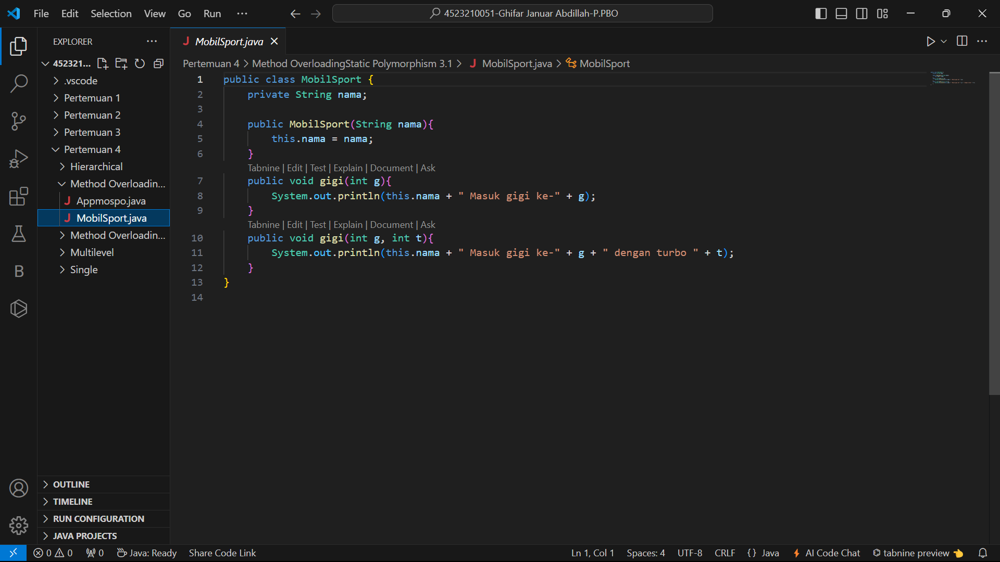 File Edit Selection View Go Run ···
4523210051-Ghifar Januar Abdillah-P.PBO
EXPLORER
452321...
.vscode
Pertemuan 1
Pertemuan 2
Pertemuan 3
Pertemuan 4
Hierarchical
Method Overloadin...
J Appmospo.java
J MobilSport.java
Method Overloadin...
Multilevel
Single
B
OUTLINE
TIMELINE
RUN CONFIGURATION
JAVA PROJECTS
J MobilSport.java
Pertemuan 4 > Method OverloadingStatic Polymorphism 3.1 > J MobilSport.java > MobilSport
1 public class MobilSport {
2 private String nama;
3
4 public MobilSport(String nama){
5 this.nama = nama;
6 }
Tabnine | Edit | Test | Explain | Document | Ask
7 public void gigi(int g){
8 System.out.println(this.nama + " Masuk gigi ke-" + g);
9 }
Tabnine | Edit | Test | Explain | Document | Ask
10 public void gigi(int g, int t){
11 System.out.println(this.nama + " Masuk gigi ke-" + g + " dengan turbo " + t);
12 }
13 }
14
0 0 0 Java: Ready Share Code Link Ln 1, Col 1 Spaces: 4 UTF-8 CRLF {} Java AI Code Chat tabnine preview 👈